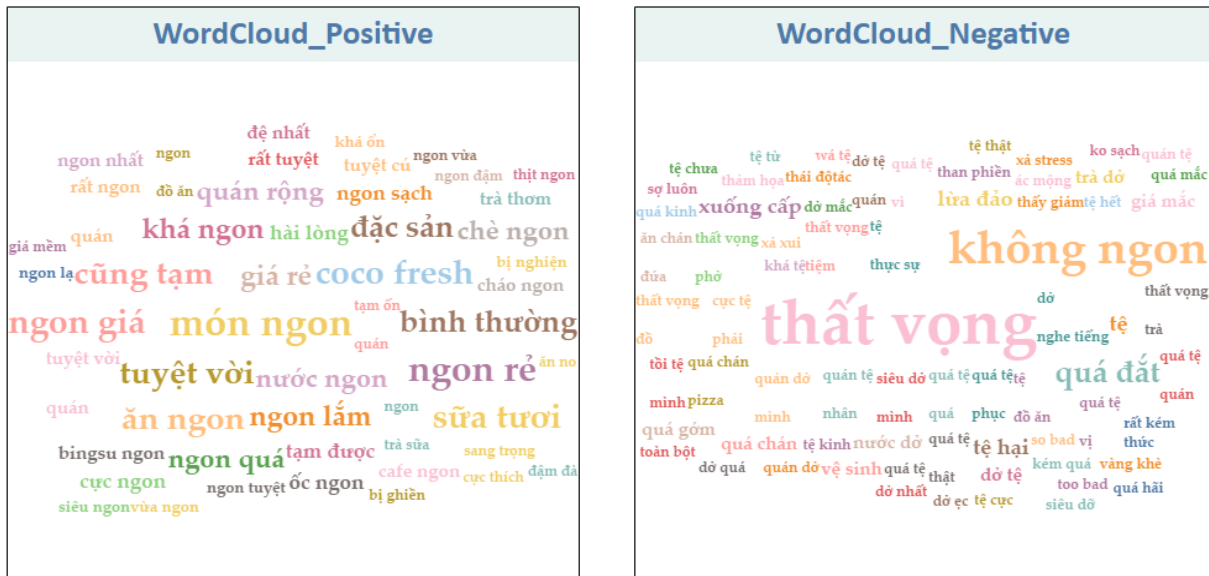 WordCloud_Positive
đệ nhất
khá ổn
ngon nhất
ngon
rất tuyệt
tuyệt cú
ngon vừa
ngon đậm
thịt ngon
rất ngon
đồ ăn
quán rộng
ngon sạch
trà thơm
khá ngon
hài lòng
đặc sản
chè ngon
giá mềm
quán
ngon lạ
cũng tạm
giá rẻ
coco fresh
bị nghiện
cháo ngon
ngon giá
món ngon
tạm ổn
bình thường
quán
tuyệt vời
tuyệt vời
nước ngon
ngon rẻ
ăn no
quán
ăn ngon
ngon lắm
ngon
sữa tươi
bingsu ngon
ngon quá
tạm được
trà sữa
sang trọng
cực ngon
ngon tuyệt
ốc ngon
cafe ngon
cực thích
đậm đà
bị ghiền
siêu ngon
vừa ngon
WordCloud_Negative
tệ thật
ko sạch
quán tệ
tệ chưa
tệ từ
wá tệ
dở tệ
quá tệ
xả stress
than phiền
ác mộng
trà dở
quá mắc
sợ luôn
thảm họa
thái độ
tác
quá kinh
xuống cấp
dở mắc
quán
vì
lừa đảo
thấy giám
tệ hết
giá mắc
ăn chán
thất vọng
xả xui
thất vọng
tệ
không ngon
khá tệ
tiệm
thực sự
đứa
phở
thất vọng
cực tệ
dở
thất vọng
thất vọng
đồ
phải
nghe tiếng
tệ
trà
tồi tệ
quá chán
quá đắt
quá tệ
quán dở
quán tệ
siêu dở
quá tệ
quá tệ
tệ
quán
mình
pizza
quá tệ
mình
nhân
mình
quá
phục
đồ ăn
rất kém
quá gớm
quá chán
tệ kinh
nước dở
quá tệ
tệ hại
so bad
vị
thức
toàn bột
dở quá
quán dở
vệ sinh
quá tệ
thật
dở tệ
kém quá
vàng khè
dở nhất
dở ẹc
tệ cực
too bad
quá hãi
siêu dỡ